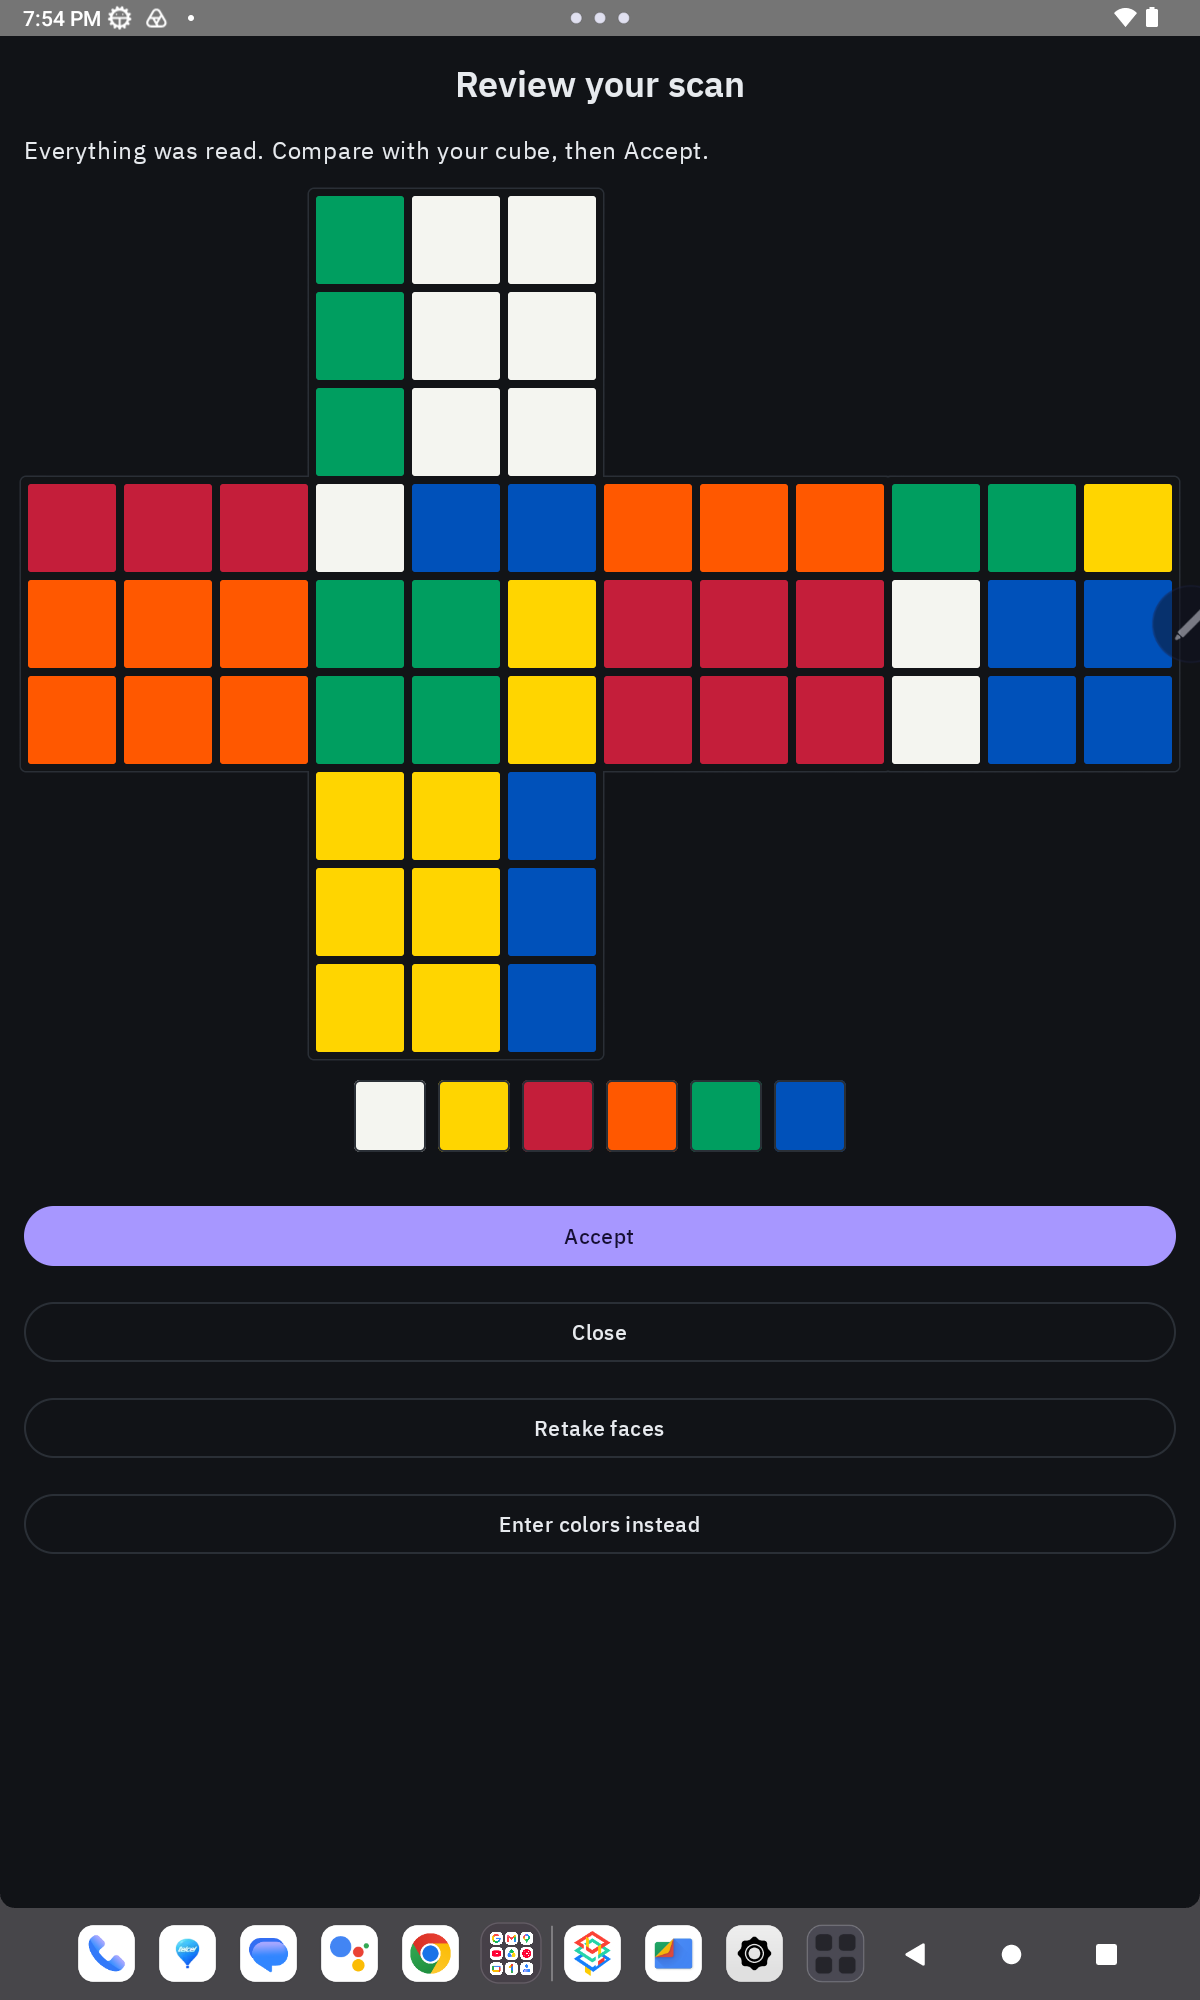 7:54 PM
Review your scan
Everything was read. Compare with your cube, then Accept.
Accept
Close
Retake faces
Enter colors instead